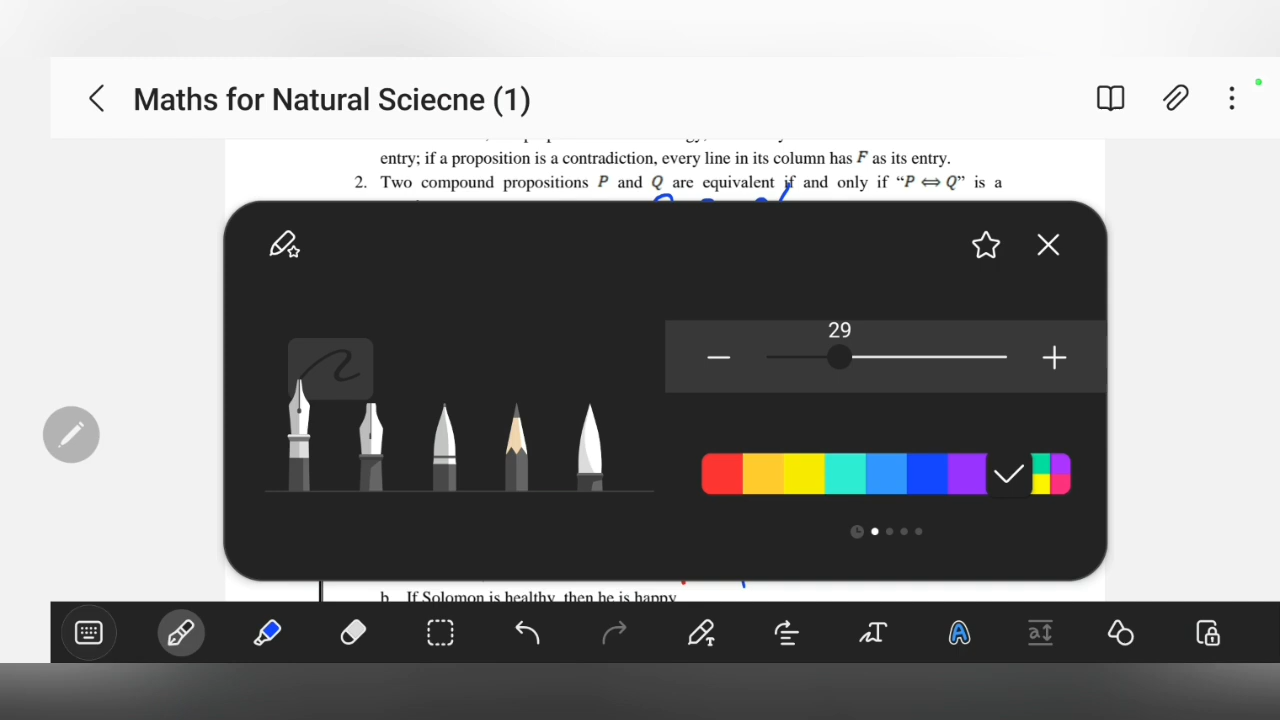 Maths for Natural Sciecne (1)
entry; if a proposition is a contradiction, every line in its column has F as its entry.
2. Two compound propositions P and Q are equivalent if and only if “P ⇔ Q” is a
29
b. If Solomon is healthy, then he is happy